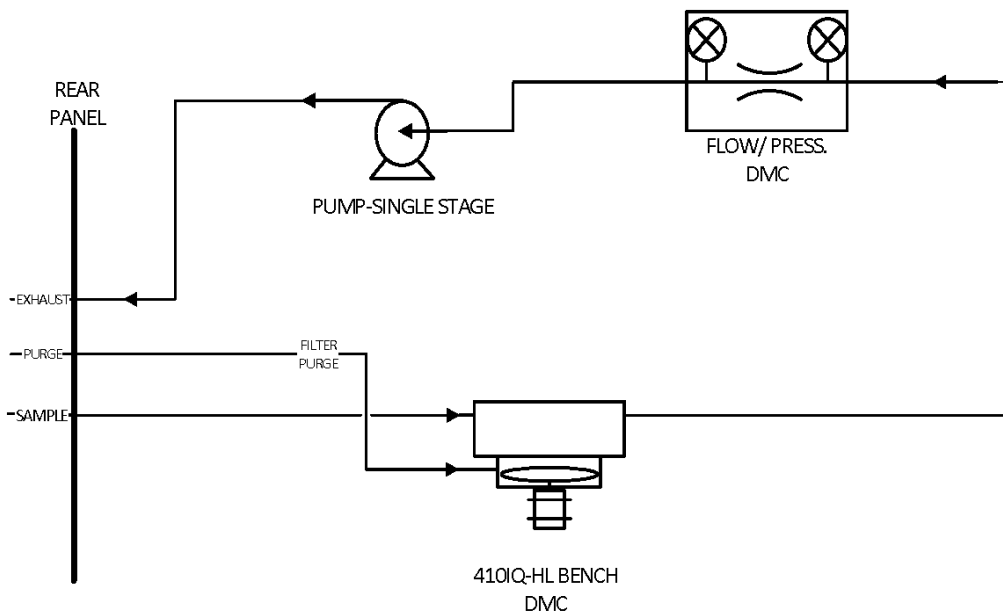 REAR
PANEL
FLOW/ PRESS.
DMC
PUMP-SINGLE STAGE
EXHAUST
PURGE
FILTER
PURGE
SAMPLE
410IQ-HL BENCH
DMC